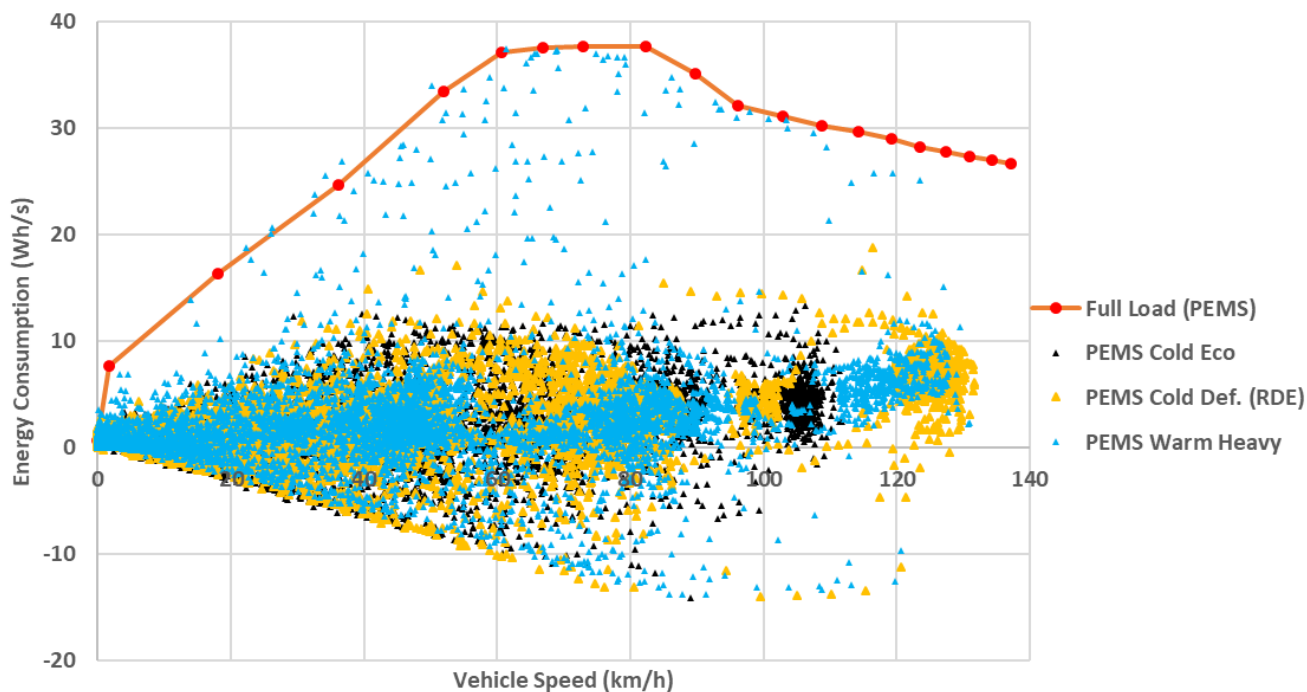 40
30
20
10
0
-10
-20
0 20 40 60 80 100 120 140
Energy Consumption (Wh/s)
Vehicle Speed (km/h)
Full Load (PEMS)
PEMS Cold Eco
PEMS Cold Def. (RDE)
PEMS Warm Heavy